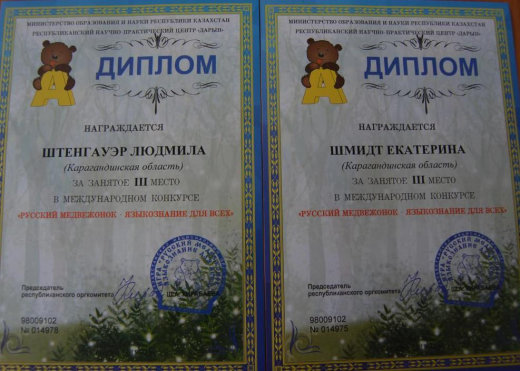 МИНИСТЕРСТВО ОБРАЗОВАНИЯ И НАУКИ РЕСПУБЛИКИ КАЗАХСТАН
РЕСПУБЛИКАНСКИЙ НАУЧНО-ПРАКТИЧЕСКИЙ ЦЕНТР «ДАРЫН»
ДИПЛОМ
НАГРАЖДАЕТСЯ
ШТЕНГАУЭР ЛЮДМИЛА
(Карагандинская область)
ЗА ЗАНЯТОЕ III МЕСТО
В МЕЖДУНАРОДНОМ КОНКУРСЕ
«РУССКИЙ МЕДВЕЖОНОК - ЯЗЫКОЗНАНИЕ ДЛЯ ВСЕХ»
Председатель
республиканского оргкомитета
98009102
№ 014978
МИНИСТЕРСТВО ОБРАЗОВАНИЯ И НАУКИ РЕСПУБЛИКИ КАЗАХСТАН
РЕСПУБЛИКАНСКИЙ НАУЧНО-ПРАКТИЧЕСКИЙ ЦЕНТР «ДАРЫН»
ДИПЛОМ
НАГРАЖДАЕТСЯ
ШМИДТ ЕКАТЕРИНА
(Карагандинская область)
ЗА ЗАНЯТОЕ III МЕСТО
В МЕЖДУНАРОДНОМ КОНКУРСЕ
«РУССКИЙ МЕДВЕЖОНОК - ЯЗЫКОЗНАНИЕ ДЛЯ ВСЕХ»
Председатель
республиканского оргкомитета
98009102
№ 014975